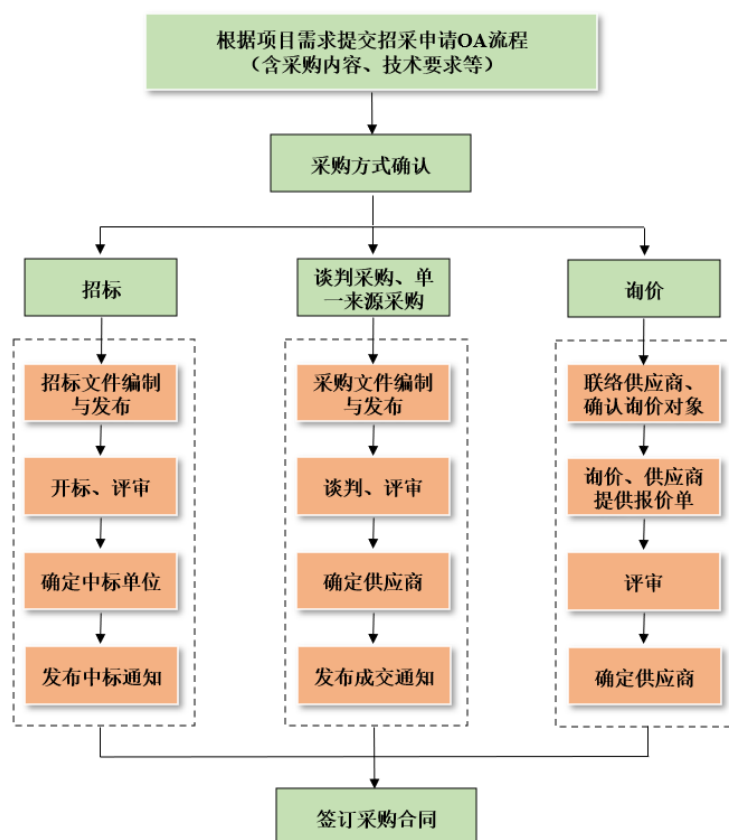 根据项目需求提交招采申请OA流程
（含采购内容、技术要求等）
采购方式确认
招标
谈判采购、单
一来源采购
询价
招标文件编制
与发布
采购文件编制
与发布
联络供应商、
确认询价对象
开标、评审
谈判、评审
询价、供应商
提供报价单
确定中标单位
确定供应商
评审
发布中标通知
发布成交通知
确定供应商
签订采购合同